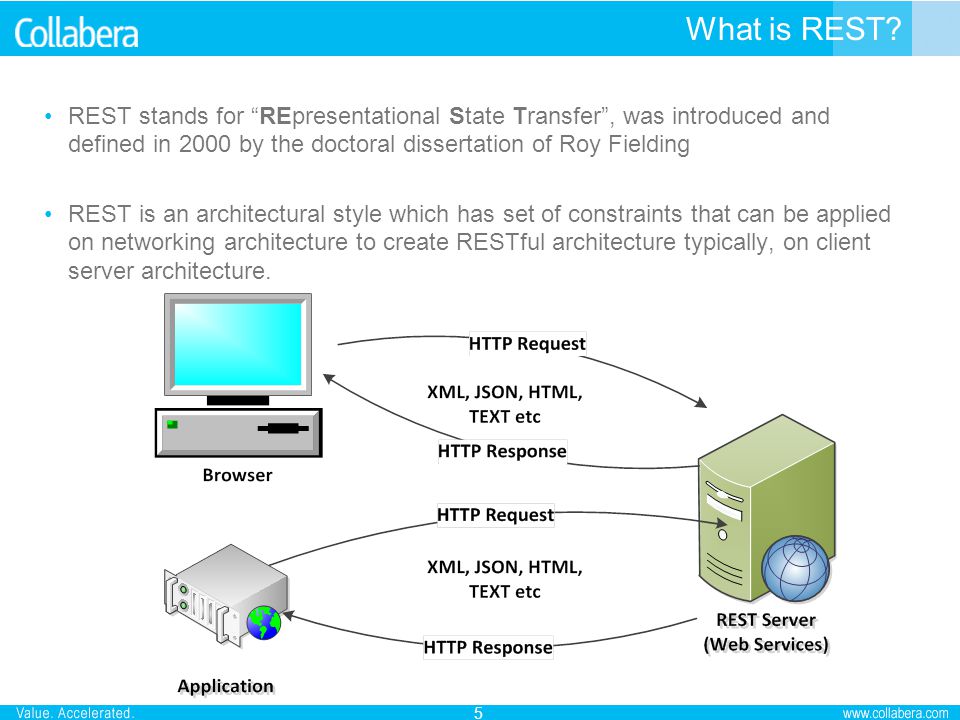 Collabera
What is REST?
• REST stands for “REpresentational State Transfer”, was introduced and
defined in 2000 by the doctoral dissertation of Roy Fielding
• REST is an architectural style which has set of constraints that can be applied
on networking architecture to create RESTful architecture typically, on client
server architecture.
HTTP Request
XML, JSON, HTML,
TEXT etc
HTTP Response
Browser
HTTP Request
XML, JSON, HTML,
TEXT etc
REST Server
(Web Services)
HTTP Response
Application
Value. Accelerated.
5
www.collabera.com